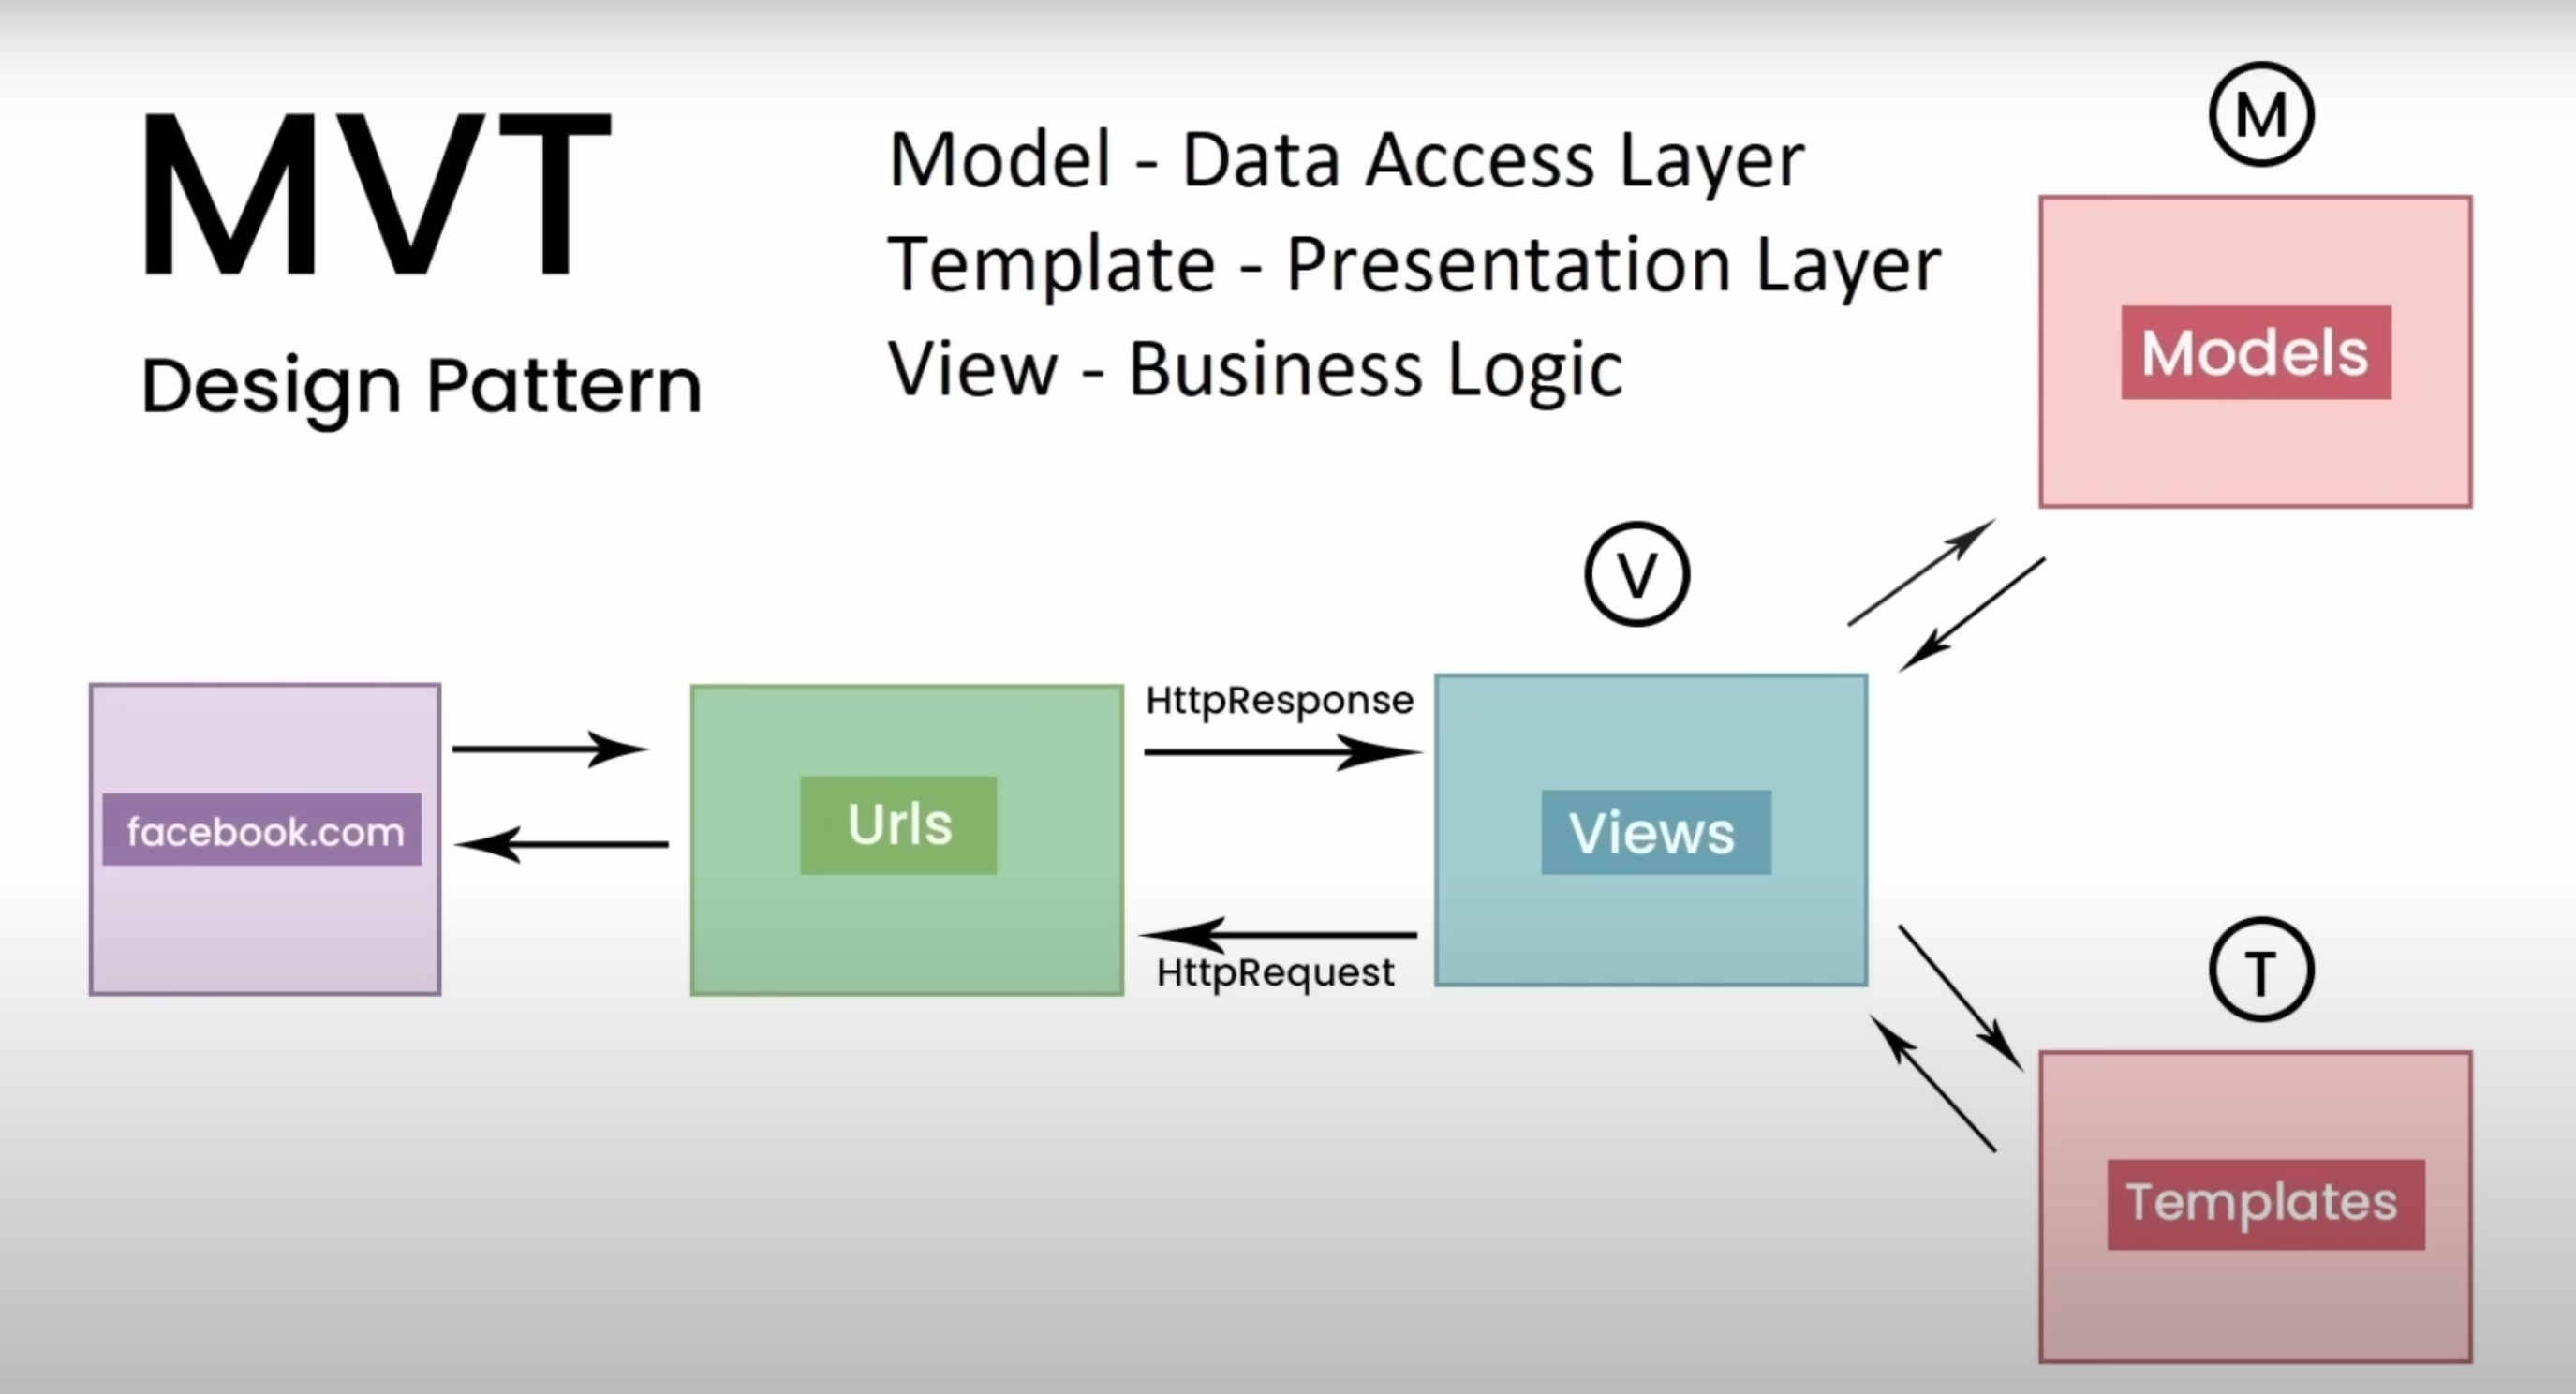 MVT
Design Pattern
Model - Data Access Layer
Template - Presentation Layer
View - Business Logic
M
Models
V
facebook.com
Urls
HttpResponse
HttpRequest
Views
T
Templates